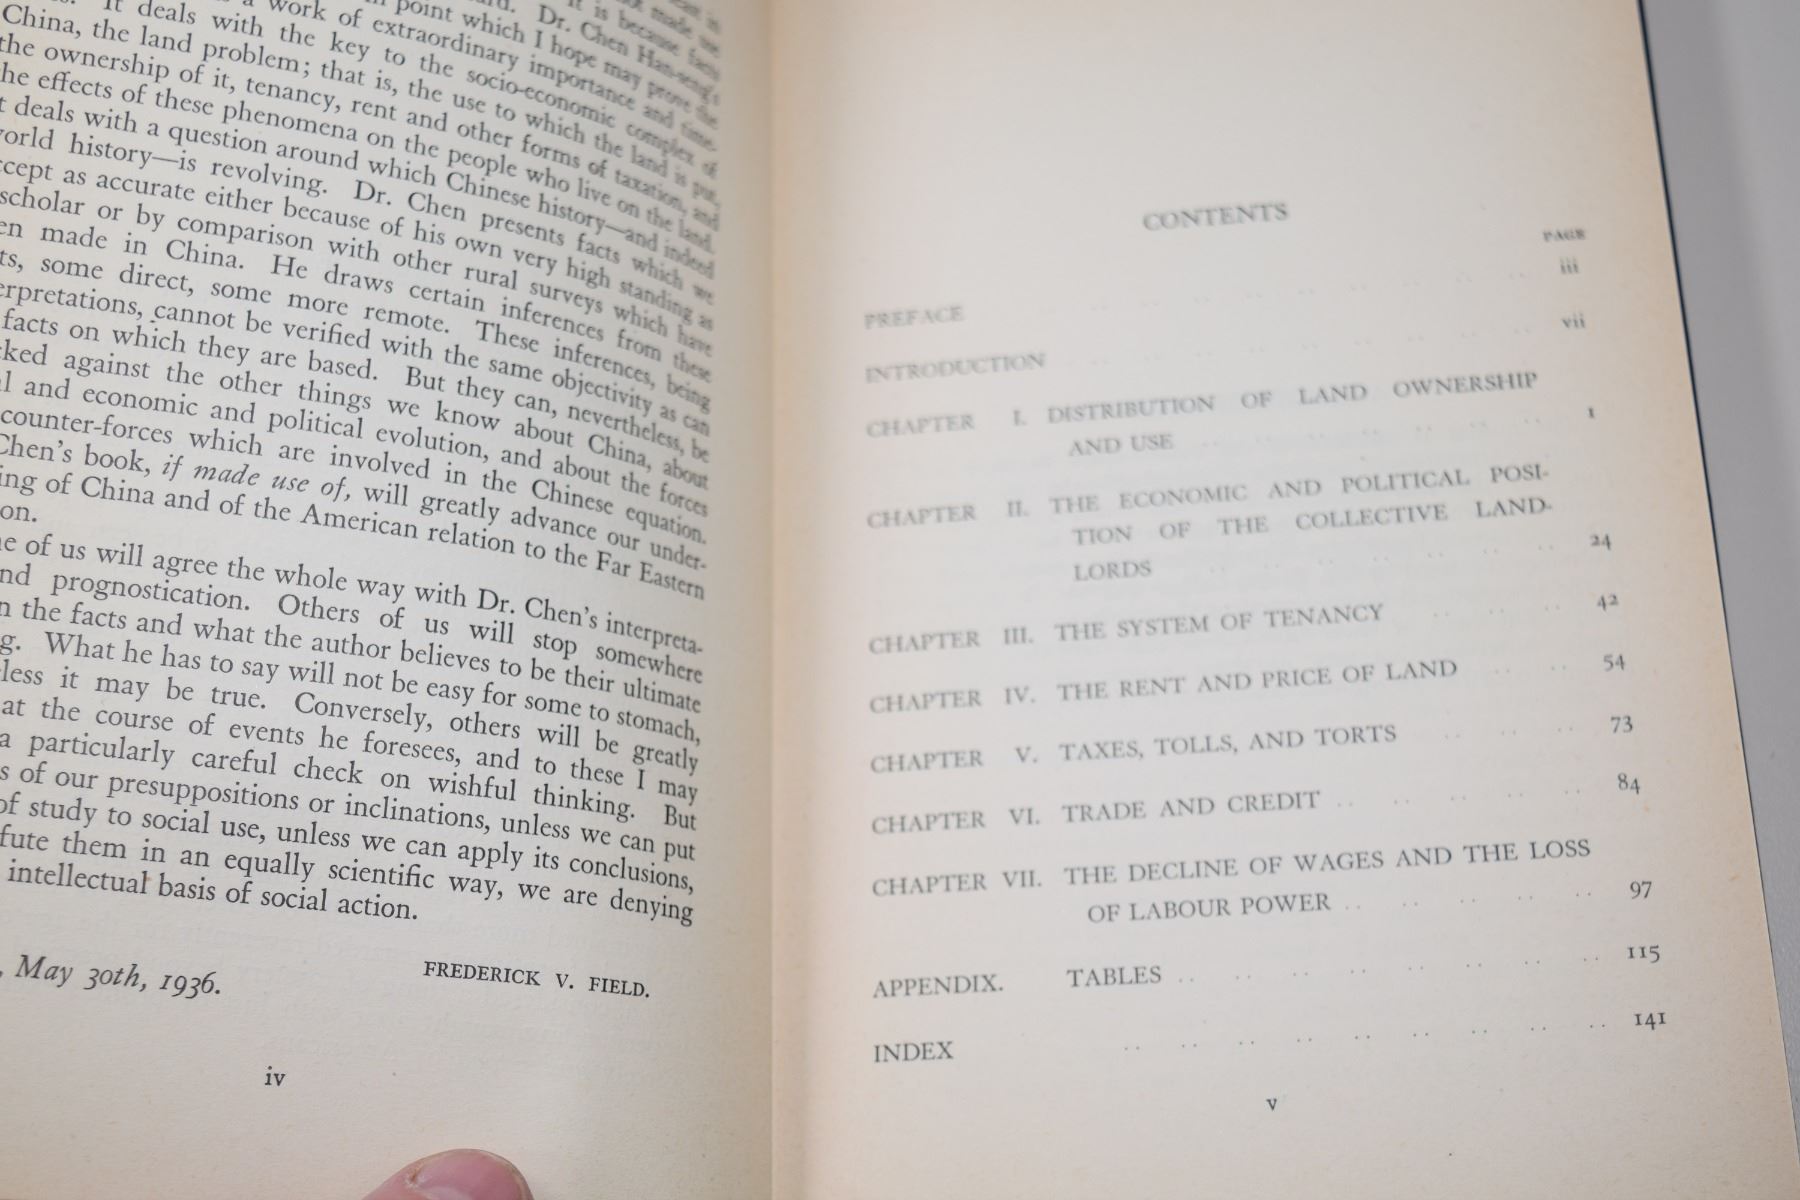 It is because facts
Dr. Chen Han-seng's
point which I hope may prove the
work of extraordinary importance and time-
It deals with the key to the socio-economic complex of
China, the land problem; that is, the use to which the land is put,
the ownership of it, tenancy, rent and other forms of taxation, and
he effects of these phenomena on the people who live on the land.
t deals with a question around which Chinese history—and indeed
orld history—is revolving. Dr. Chen presents facts which we
ccept as accurate either because of his own very high standing as
scholar or by comparison with other rural surveys which have
en made in China. He draws certain inferences from these
ts, some direct, some more remote. These inferences, being
erpretations, cannot be verified with the same objectivity as can
facts on which they are based. But they can, nevertheless, be
cked against the other things we know about China, about
l and economic and political evolution, and about the forces
counter-forces which are involved in the Chinese equation.
Chen's book, if made use of, will greatly advance our under-
ing of China and of the American relation to the Far Eastern
on.
e of us will agree the whole way with Dr. Chen's interpreta-
nd prognostication. Others of us will stop somewhere
n the facts and what the author believes to be their ultimate
g. What he has to say will not be easy for some to stomach,
less it may be true. Conversely, others will be greatly
at the course of events he foresees, and to these I may
a particularly careful check on wishful thinking. But
s of our presuppositions or inclinations, unless we can put
of study to social use, unless we can apply its conclusions,
fute them in an equally scientific way, we are denying
intellectual basis of social action.
FREDERICK V. FIELD.
, May 30th, 1936.
iv
CONTENTS
PAGE
PREFACE .. .. .. .. .. .. .. .. .. iii
INTRODUCTION .. .. .. .. .. .. .. .. .. vii
CHAPTER I. DISTRIBUTION OF LAND OWNERSHIP
AND USE .. .. .. .. .. .. .. 1
CHAPTER II. THE ECONOMIC AND POLITICAL POSI-
TION OF THE COLLECTIVE LAND-
LORDS .. .. .. .. .. .. .. 24
CHAPTER III. THE SYSTEM OF TENANCY .. .. .. 42
CHAPTER IV. THE RENT AND PRICE OF LAND .. .. 54
CHAPTER V. TAXES, TOLLS, AND TORTS .. .. .. 73
CHAPTER VI. TRADE AND CREDIT .. .. .. .. .. 84
CHAPTER VII. THE DECLINE OF WAGES AND THE LOSS
OF LABOUR POWER .. .. .. .. .. 97
APPENDIX. TABLES .. .. .. .. .. .. .. .. 115
INDEX .. .. .. .. .. .. .. .. .. 141
v